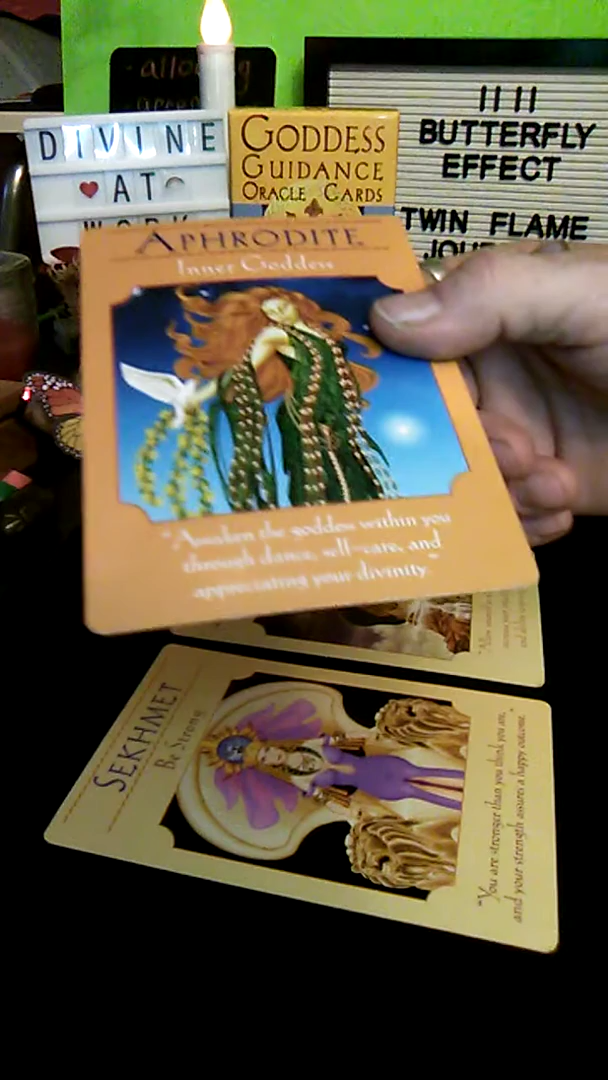 DIVINE
AT
WORK
GODDESS
GUIDANCE
ORACLE CARDS
11 11
BUTTERFLY
EFFECT
TWIN FLAME
APHRODITE
Inner Goddess
"Awaken the goddess within you
through dance, self-care, and
appreciating your divinity."
SEKHMET
Be Strong
"You are stronger than you think you are,
and your strength assures a happy outcome."